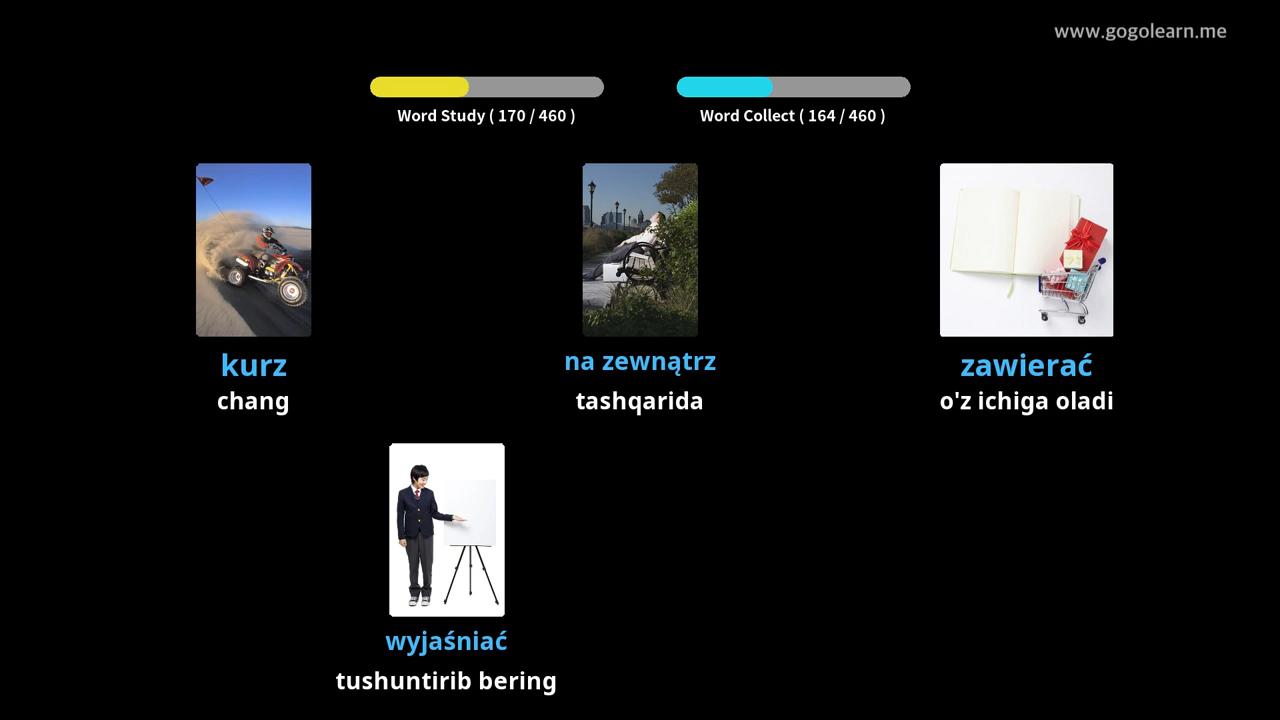 www.gogolearn.me
Word Study ( 170 / 460 )
Word Collect ( 164 / 460 )
kurz
chang
na zewnątrz
tashqarida
zawierać
o'z ichiga oladi
wyjaśniać
tushuntirib bering